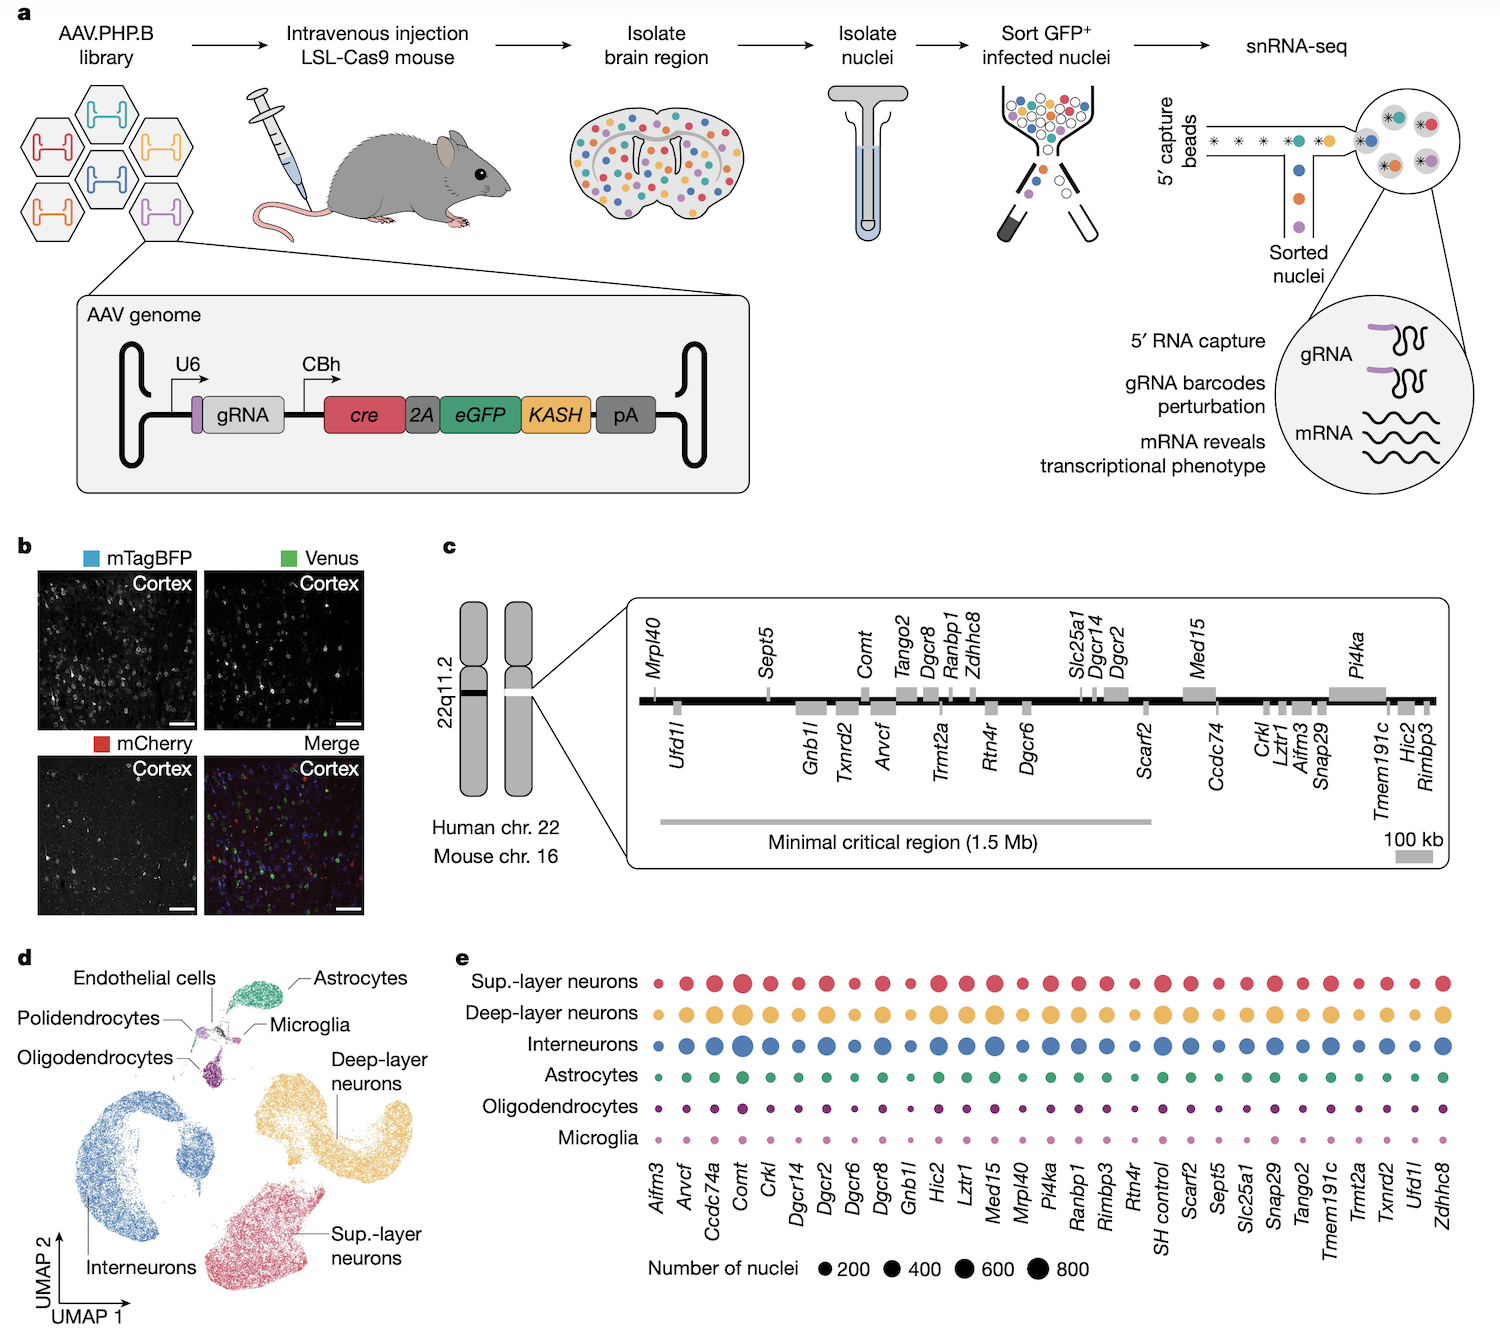 a
AAV.PHP.B
library
Intravenous injection
LSL-Cas9 mouse
Isolate
brain region
Isolate
nuclei
Sort GFP⁺
infected nuclei
snRNA-seq
5′ capture
beads
Sorted
nuclei
AAV genome
U6
CBh
gRNA
cre
2A
eGFP
KASH
pA
5′ RNA capture
gRNA barcodes
perturbation
mRNA reveals
transcriptional phenotype
gRNA
mRNA
b
mTagBFP
Venus
Cortex
Cortex
mCherry
Merge
Cortex
Cortex
c
22q11.2
Human chr. 22
Mouse chr. 16
Mrpl40
Sept5
Comt
Tango2
Dgcr8
Ranbp1
Zdhhc8
Slc25a1
Dgcr14
Dgcr2
Med15
Pi4ka
Ufd1l
Gnb1l
Txnrd2
Arvcf
Trmt2a
Rtn4r
Dgcr6
Scarf2
Ccdc74
Crkl
Lztr1
Aifm3
Snap29
Tmem191c
Hic2
Rimbp3
Minimal critical region (1.5 Mb)
100 kb
d
Endothelial cells
Astrocytes
Polidendrocytes
Microglia
Oligodendrocytes
Deep-layer
neurons
Sup.-layer
neurons
Interneurons
UMAP 2
UMAP 1
e
Sup.-layer neurons
Deep-layer neurons
Interneurons
Astrocytes
Oligodendrocytes
Microglia
Aifm3
Arvcf
Ccdc74a
Comt
Crkl
Dgcr14
Dgcr2
Dgcr6
Dgcr8
Gnb1l
Hic2
Lztr1
Med15
Mrpl40
Pi4ka
Ranbp1
Rimbp3
Rtn4r
SH control
Scarf2
Sept5
Slc25a1
Snap29
Tango2
Tmem191c
Trmt2a
Txnrd2
Ufd1l
Zdhhc8
Number of nuclei 200 400 600 800